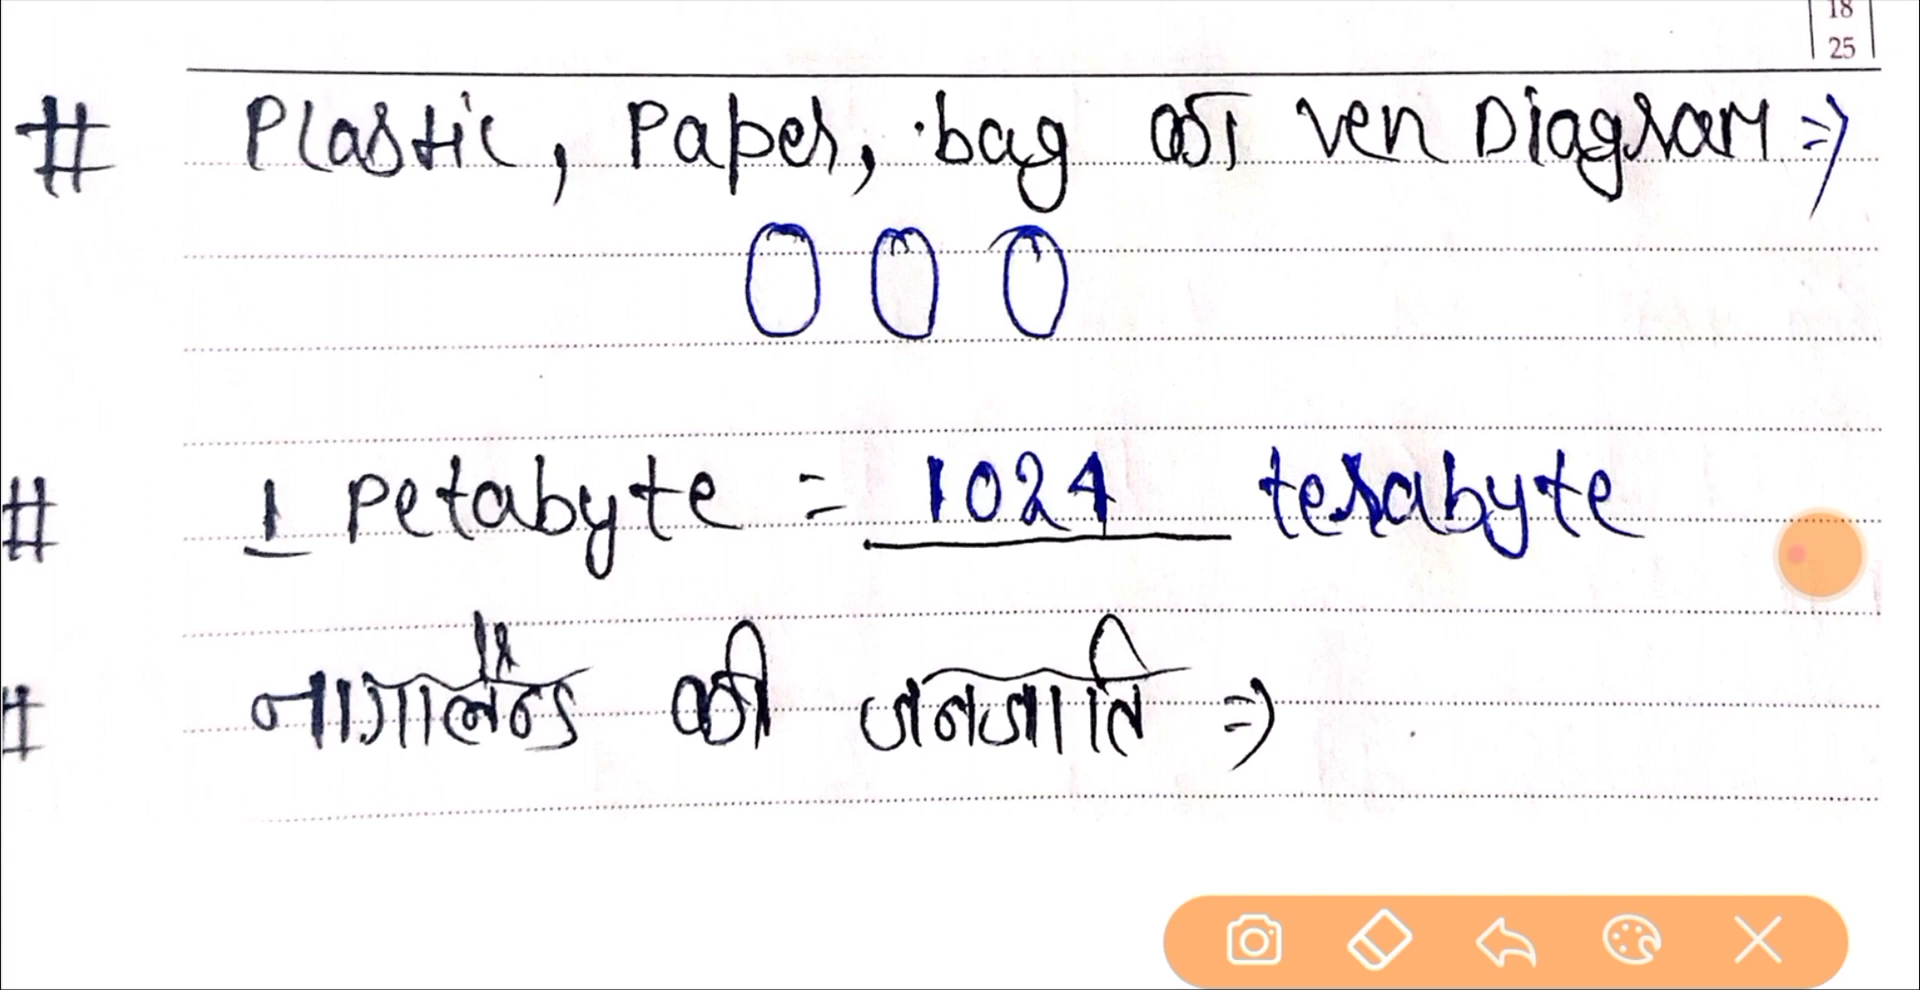 18
25
# Plastic, Paper, bag का ven Diagram ⇒
# 1 Petabyte = 1024 terabyte
# नागालैंण्ड की जनजाति ⇒